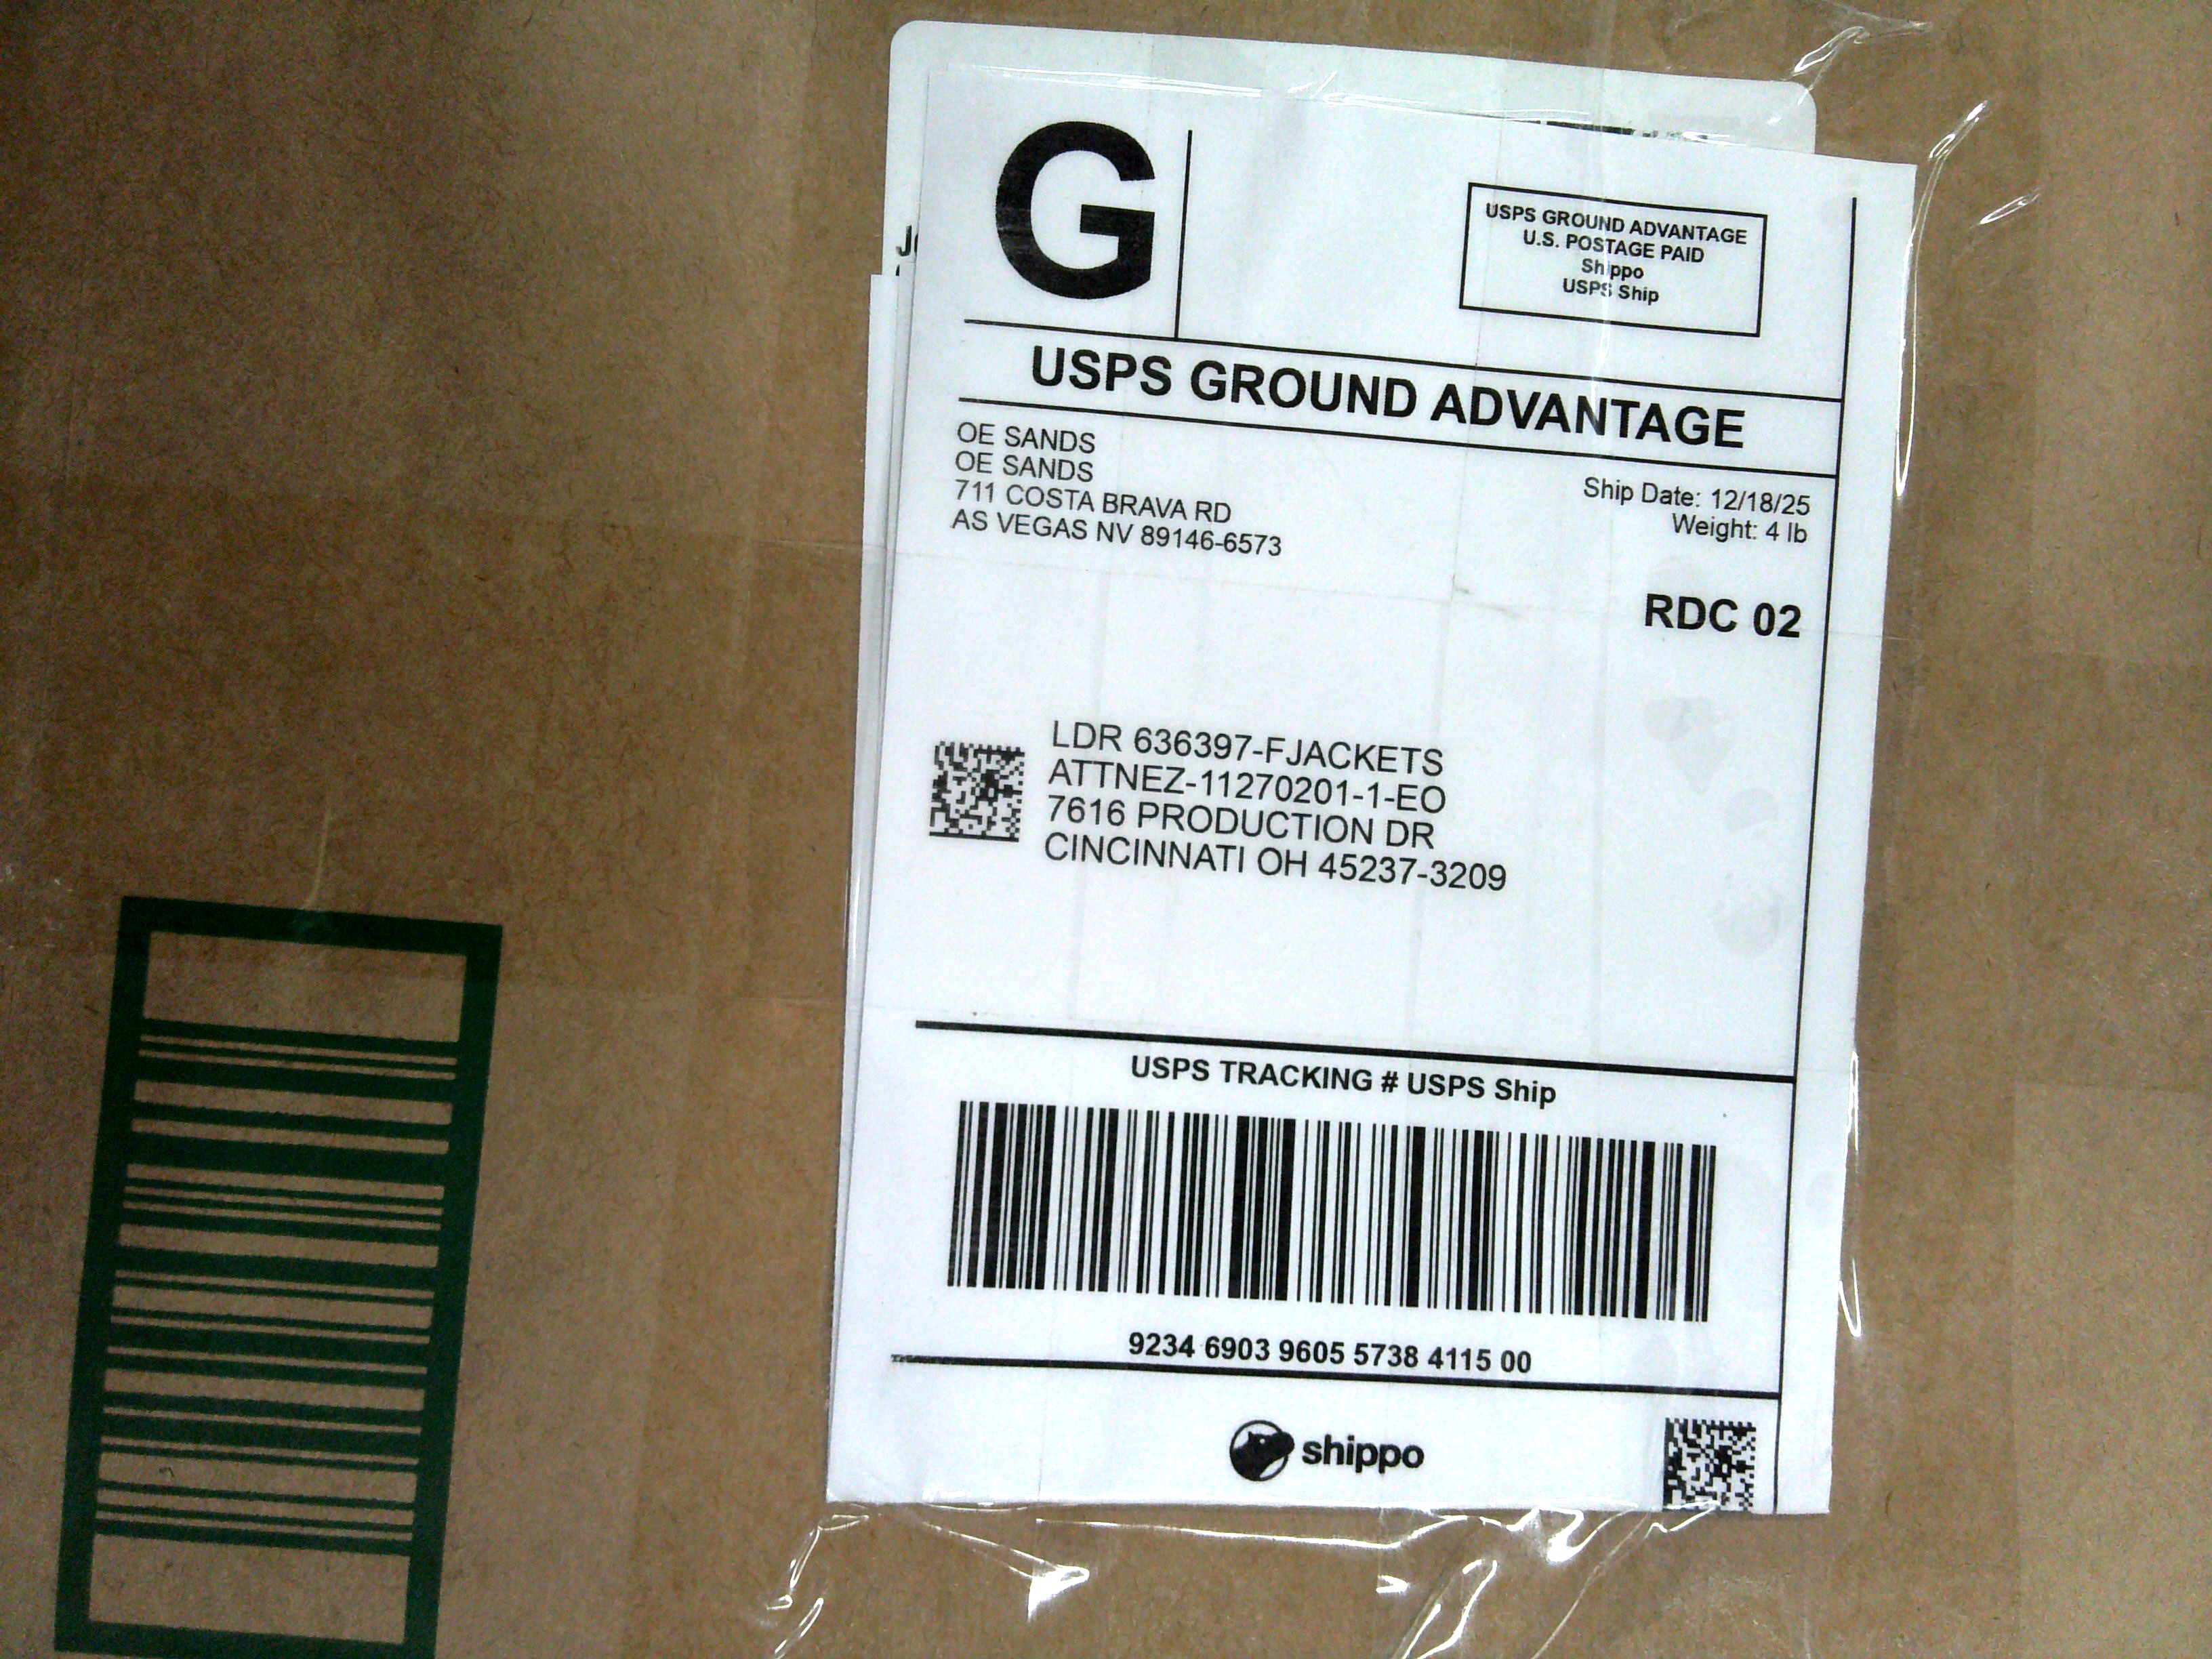 G
USPS GROUND ADVANTAGE
U.S. POSTAGE PAID
Shippo
USPS Ship
USPS GROUND ADVANTAGE
OE SANDS
OE SANDS
711 COSTA BRAVA RD
AS VEGAS NV 89146-6573
Ship Date: 12/18/25
Weight: 4 lb
RDC 02
LDR 636397-FJACKETS
ATTNEZ-11270201-1-EO
7616 PRODUCTION DR
CINCINNATI OH 45237-3209
USPS TRACKING # USPS Ship
9234 6903 9605 5738 4115 00
shippo